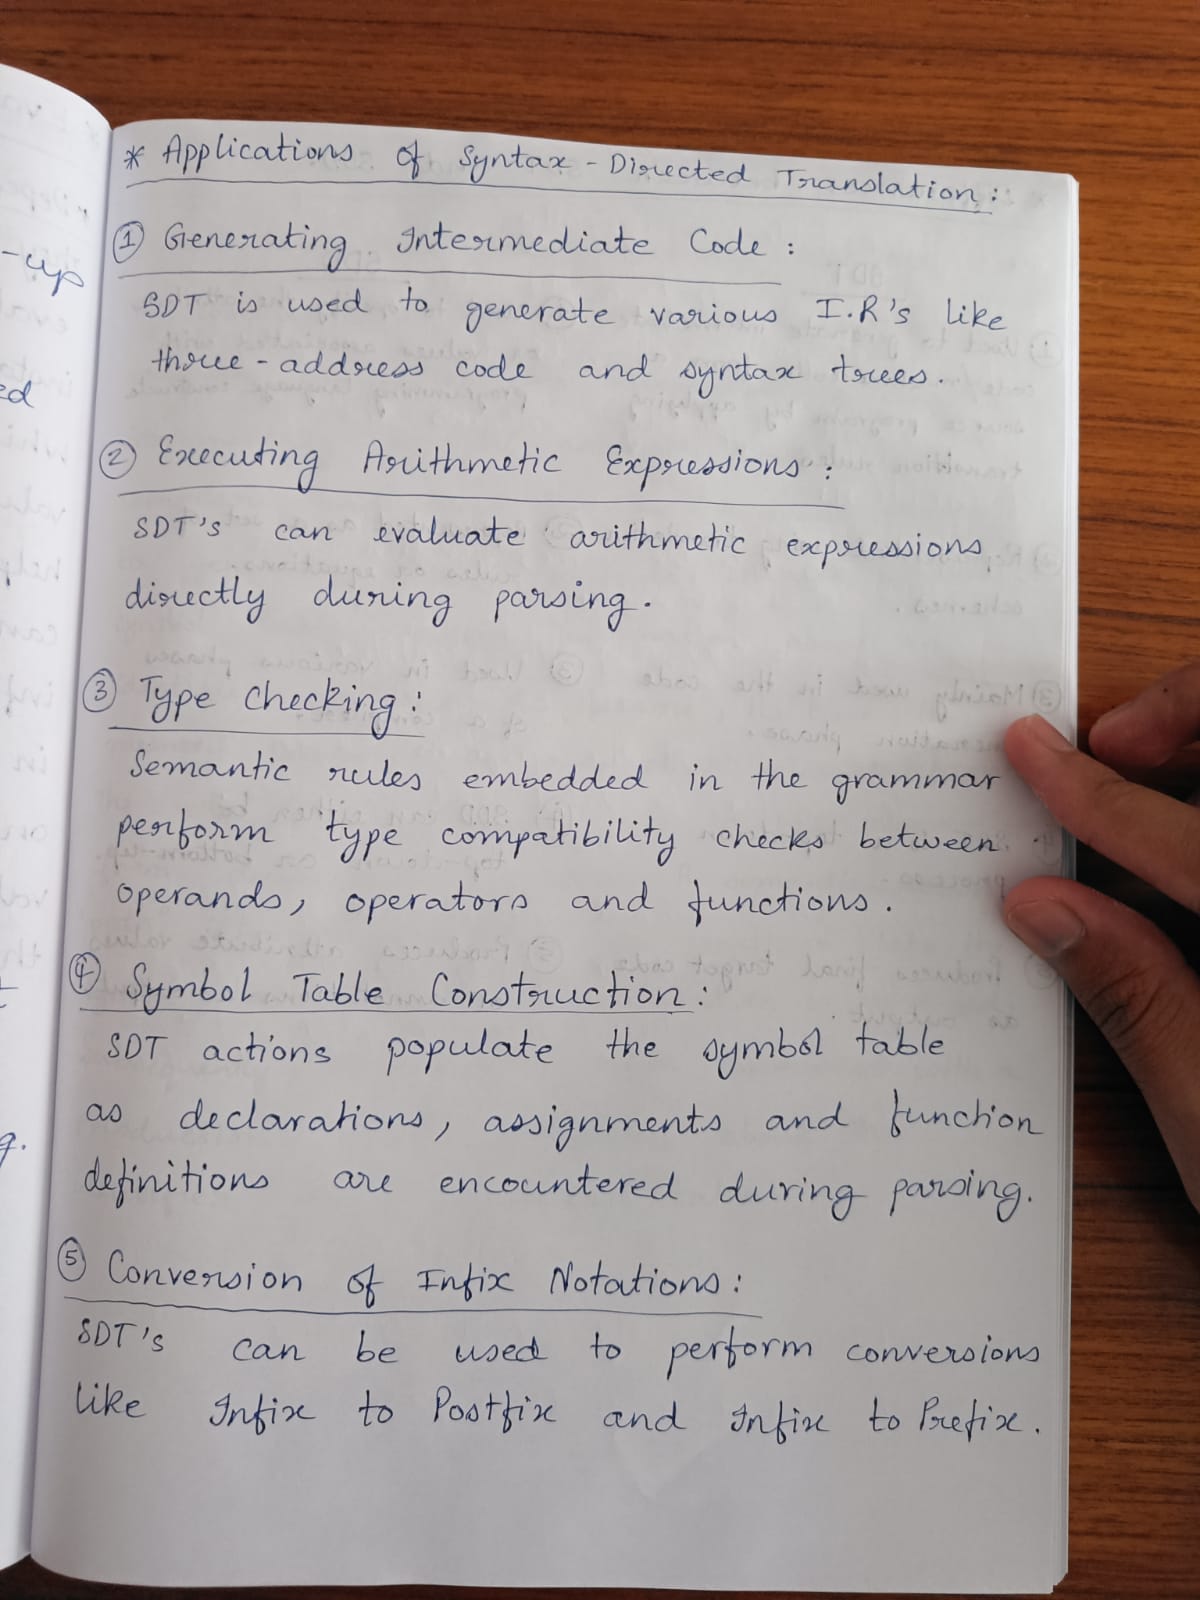 * Applications of Syntax - Directed Translation :
① Generating Intermediate Code :
SDT is used to generate various I.R's like
three - address code and syntax trees.
② Executing Arithmetic Expressions :
SDT's can evaluate arithmetic expressions
directly during parsing.
③ Type Checking :
Semantic rules embedded in the grammar
perform type compatibility checks between
operands, operators and functions.
④ Symbol Table Construction :
SDT actions populate the symbol table
as declarations, assignments and function
definitions are encountered during parsing.
⑤ Conversion of Infix Notations :
SDT's can be used to perform conversions
like Infix to Postfix and Infix to Prefix.
-up
ed
g.